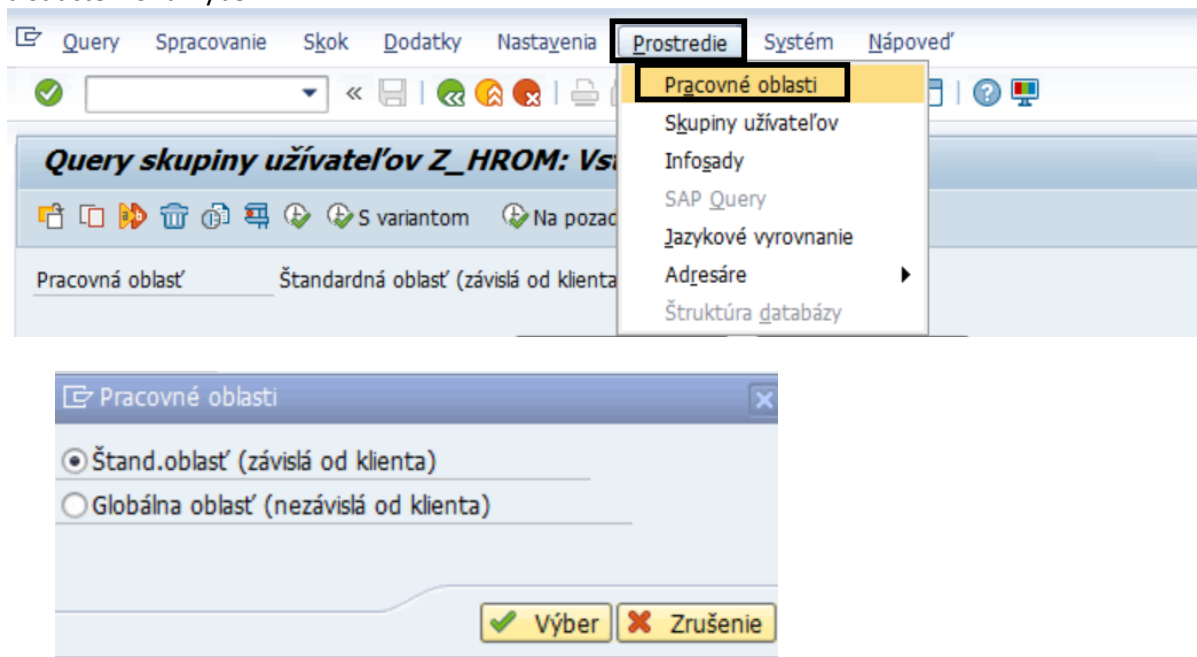 Query Spracovanie Skok Dodatky Nastavenia Prostredie Systém Nápoveď
Pracovné oblasti
Skupiny užívateľov
Query skupiny užívateľov Z_HROM: Vs
Infosady
SAP Query
S variantom Na pozad
Jazykové vyrovnanie
Pracovná oblasť Štandardná oblasť (závislá od klienta
Adresáre
Štruktúra databázy
Pracovné oblasti
Štand.oblasť (závislá od klienta)
Globálna oblasť (nezávislá od klienta)
Výber Zrušenie